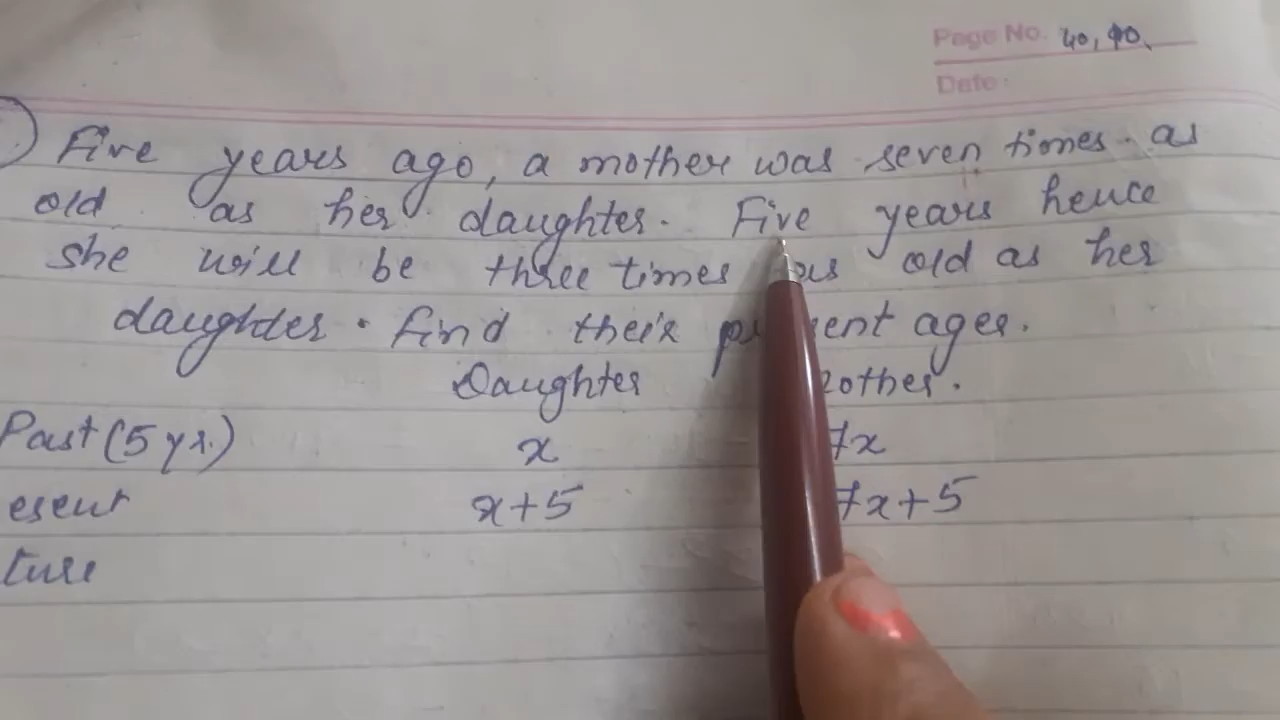 Page No. 40, 90.
Date:
Five years ago, a mother was seven times as
old as her daughter. Five years hence
she will be three times as old as her
daughter. Find their present ages.
Daughter Mother.
Past (5 yr.) x 7x
esent x+5 7x+5
ture